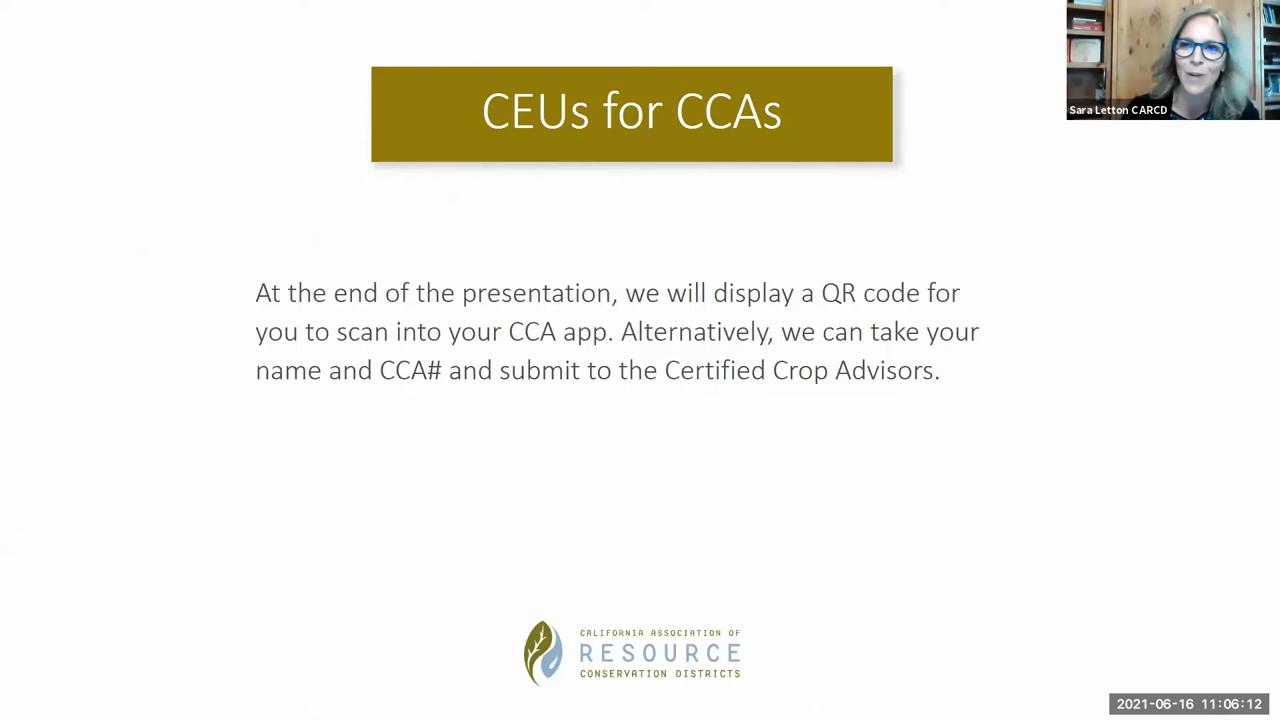 CEUs for CCAs
Sara Letton CARCD
At the end of the presentation, we will display a QR code for
you to scan into your CCA app. Alternatively, we can take your
name and CCA# and submit to the Certified Crop Advisors.
CALIFORNIA ASSOCIATION OF
RESOURCE
CONSERVATION DISTRICTS
2021-06-16 11:06:12